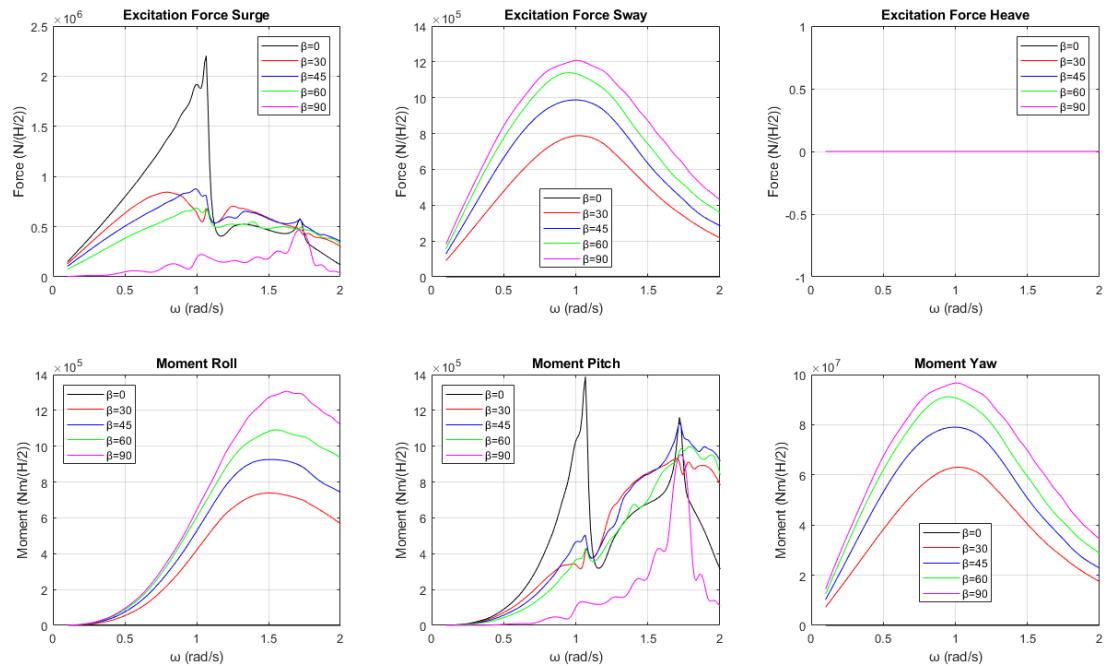 Excitation Force Surge
×10^6
2.5
2
1.5
1
0.5
0
Force (N/(H/2))
0 0.5 1 1.5 2
ω (rad/s)
β=0
β=30
β=45
β=60
β=90
Excitation Force Sway
×10^5
14
12
10
8
6
4
2
0
Force (N/(H/2))
0 0.5 1 1.5 2
ω (rad/s)
β=0
β=30
β=45
β=60
β=90
Excitation Force Heave
1
0.5
0
-0.5
-1
Force (N/(H/2))
0 0.5 1 1.5 2
ω (rad/s)
β=0
β=30
β=45
β=60
β=90
Moment Roll
×10^5
14
12
10
8
6
4
2
0
Moment (Nm/(H/2))
0 0.5 1 1.5 2
ω (rad/s)
β=0
β=30
β=45
β=60
β=90
Moment Pitch
×10^5
14
12
10
8
6
4
2
0
Moment (Nm/(H/2))
0 0.5 1 1.5 2
ω (rad/s)
β=0
β=30
β=45
β=60
β=90
Moment Yaw
×10^7
10
8
6
4
2
0
Moment (Nm/(H/2))
0 0.5 1 1.5 2
ω (rad/s)
β=0
β=30
β=45
β=60
β=90